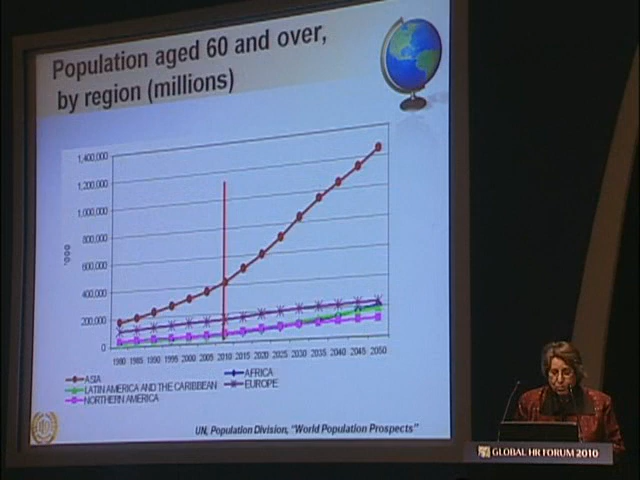 Population aged 60 and over,
by region (millions)
1,400,000
1,200,000
1,000,000
800,000
600,000
400,000
200,000
0
000,
1980 1985 1990 1995 2000 2005 2010 2015 2020 2025 2030 2035 2040 2045 2050
ASIA
AFRICA
LATIN AMERICA AND THE CARIBBEAN
EUROPE
NORTHERN AMERICA
UN, Population Division, "World Population Prospects"
GLOBAL HR FORUM 2010